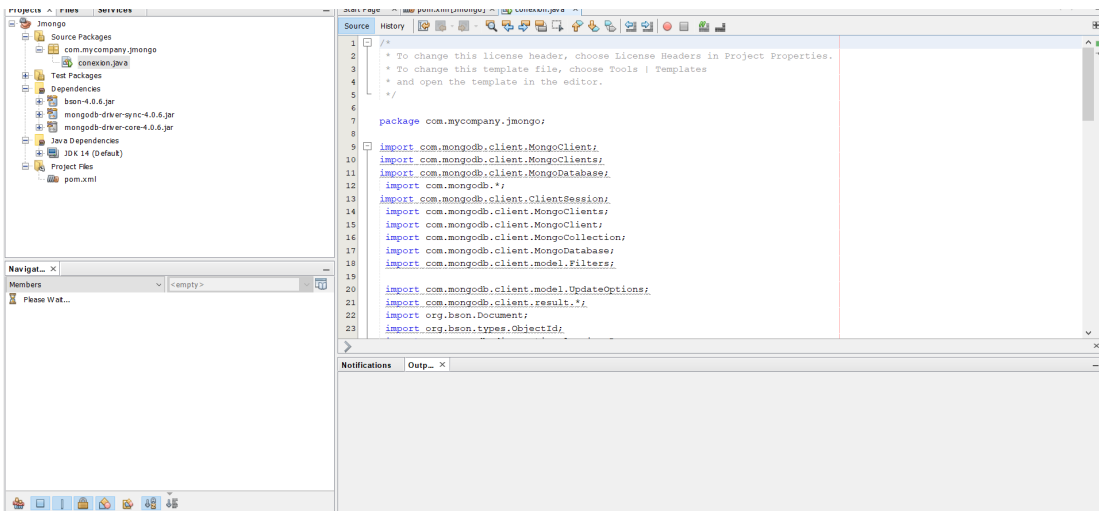 Projects
Files
Services
Jmongo
Source Packages
com.mycompany.jmongo
conexion.java
Test Packages
Dependencies
bson-4.0.6.jar
mongodb-driver-sync-4.0.6.jar
mongodb-driver-core-4.0.6.jar
Java Dependencies
JDK 14 (Default)
Project Files
pom.xml
Navigat...
Members
<empty>
Please Wait...
Start Page
pom.xml [Jmongo]
conexion.java
Source
History
1 /*
2 * To change this license header, choose License Headers in Project Properties.
3 * To change this template file, choose Tools | Templates
4 * and open the template in the editor.
5 */
6
7 package com.mycompany.jmongo;
8
9 import com.mongodb.client.MongoClient;
10 import com.mongodb.client.MongoClients;
11 import com.mongodb.client.MongoDatabase;
12 import com.mongodb.*;
13 import com.mongodb.client.ClientSession;
14 import com.mongodb.client.MongoClients;
15 import com.mongodb.client.MongoClient;
16 import com.mongodb.client.MongoCollection;
17 import com.mongodb.client.MongoDatabase;
18 import com.mongodb.client.model.Filters;
19
20 import com.mongodb.client.model.UpdateOptions;
21 import com.mongodb.client.result.*;
22 import org.bson.Document;
23 import org.bson.types.ObjectId;
Notifications
Outp...